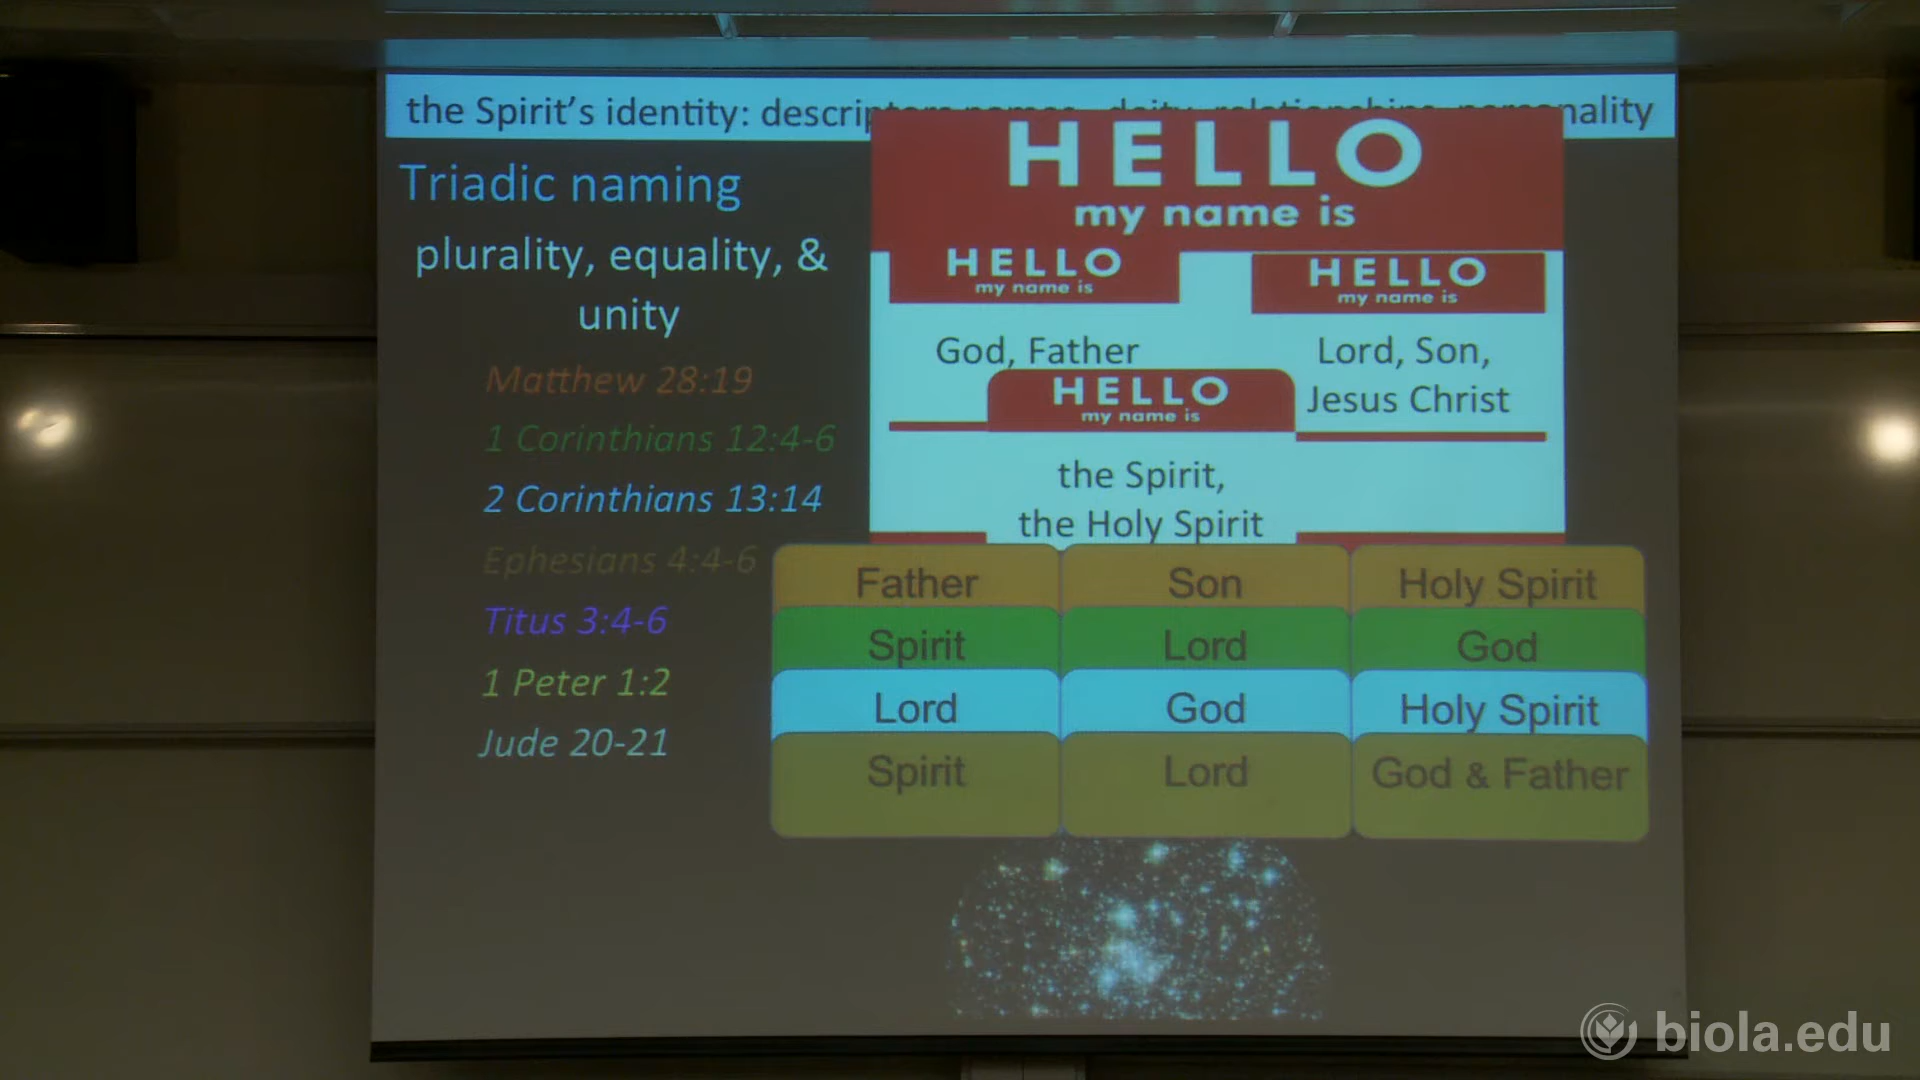 the Spirit's identity:
Triadic naming
plurality, equality, &
unity
Matthew 28:19
1 Corinthians 12:4-6
2 Corinthians 13:14
Ephesians 4:4-6
Titus 3:4-6
1 Peter 1:2
Jude 20-21
HELLO
my name is
HELLO
my name is
God, Father
HELLO
my name is
Lord, Son,
Jesus Christ
HELLO
my name is
the Spirit,
the Holy Spirit
Father Son Holy Spirit
Spirit Lord God
Lord God Holy Spirit
Spirit Lord God & Father
biola.edu